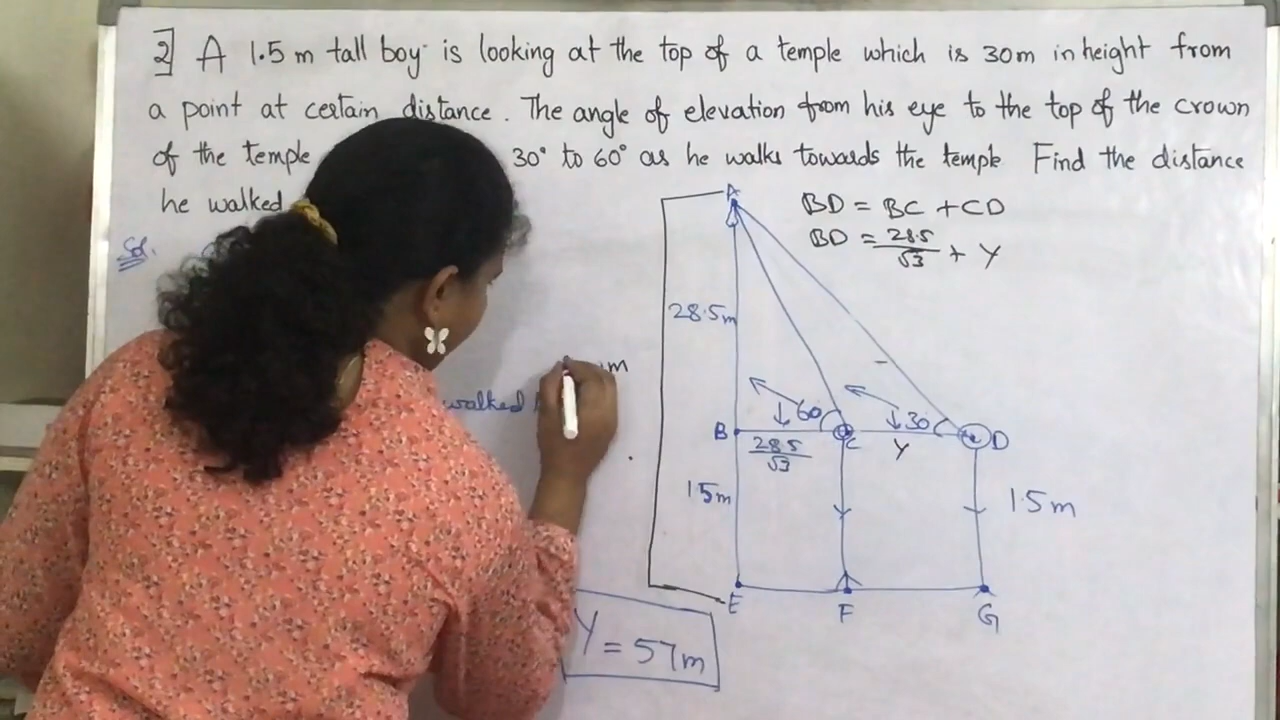 2] A 1.5 m tall boy is looking at the top of a temple which is 30m in height from
a point at certain distance. The angle of elevation from his eye to the top of the crown
of the temple 30° to 60° as he walks towards the temple Find the distance
he walked
Sol.
A
BD = BC + CD
BD = 28.5/√3 + Y
28.5m
m
walked
60°
30°
B
C
D
28.5/√3
Y
1.5m
1.5m
E
F
G
Y = 57m